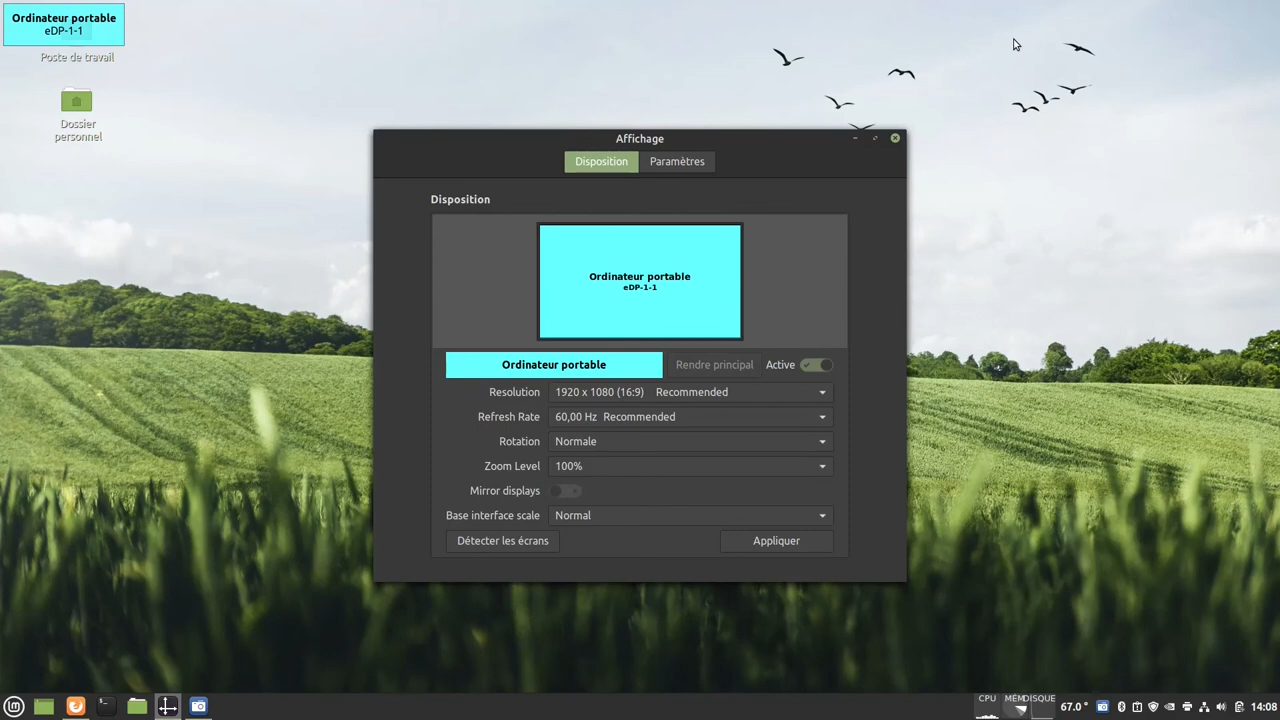 Ordinateur portable
eDP-1-1
Poste de travail
Dossier
personnel
Affichage
Disposition
Paramètres
Disposition
Ordinateur portable
eDP-1-1
Ordinateur portable
Rendre principal
Active
Resolution
1920 x 1080 (16:9) Recommended
Refresh Rate
60,00 Hz Recommended
Rotation
Normale
Zoom Level
100%
Mirror displays
Base interface scale
Normal
Détecter les écrans
Appliquer
CPU
MÉM
DISQUE
67.0°
14:08